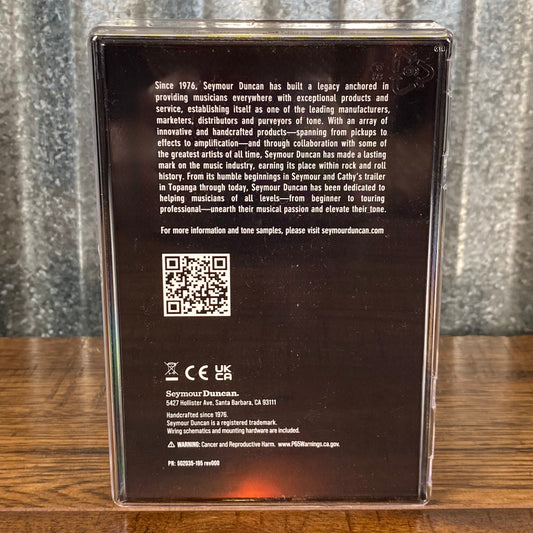 Since 1976, Seymour Duncan has built a legacy anchored in
providing musicians everywhere with exceptional products and
service, establishing itself as one of the leading manufacturers,
marketers, distributors and purveyors of tone. With an array of
innovative and handcrafted products—spanning from pickups to
effects to amplification—and through collaboration with some of
the greatest artists of all time, Seymour Duncan has made a lasting
mark on the music industry, earning its place within rock and roll
history. From its humble beginnings in Seymour and Cathy's trailer
in Topanga through today, Seymour Duncan has been dedicated to
helping musicians of all levels—from beginner to touring
professional—unearth their musical passion and elevate their tone.
For more information and tone samples, please visit seymourduncan.com
CE UK
CA
Seymour Duncan.
5427 Hollister Ave, Santa Barbara, CA 93111
Handcrafted since 1976.
Seymour Duncan is a registered trademark.
Wiring schematics and mounting hardware are included.
WARNING: Cancer and Reproductive Harm. www.P65Warnings.ca.gov.
PN: 502035-195 rev000